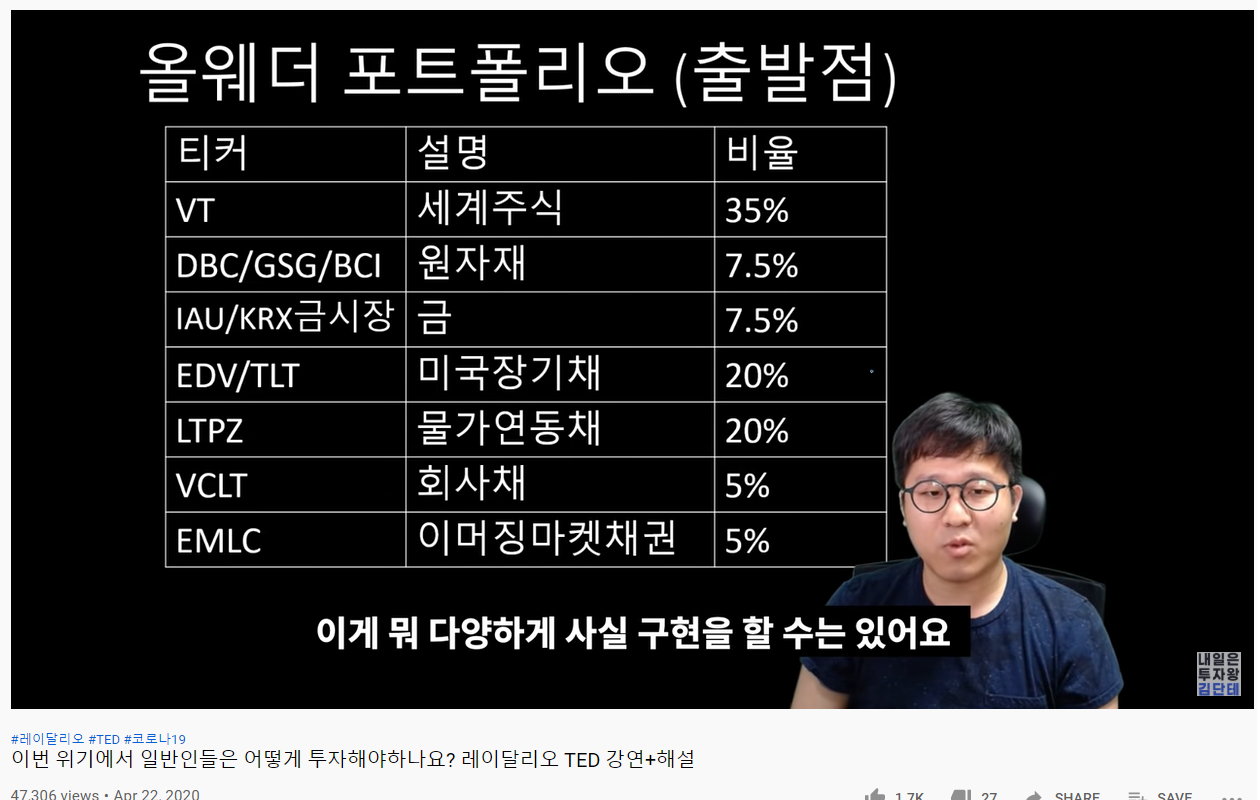 올웨더 포트폴리오 (출발점)
티커 설명 비율
VT 세계주식 35%
DBC/GSG/BCI 원자재 7.5%
IAU/KRX금시장 금 7.5%
EDV/TLT 미국장기채 20%
LTPZ 물가연동채 20%
VCLT 회사채 5%
EMLC 이머징마켓채권 5%
이게 뭐 다양하게 사실 구현을 할 수는 있어요
내일은
투자왕
김단테
#레이달리오 #TED #코로나19
이번 위기에서 일반인들은 어떻게 투자해야하나요? 레이달리오 TED 강연+해설
47,306 views • Apr 22, 2020 1.7K 27 SHARE SAVE